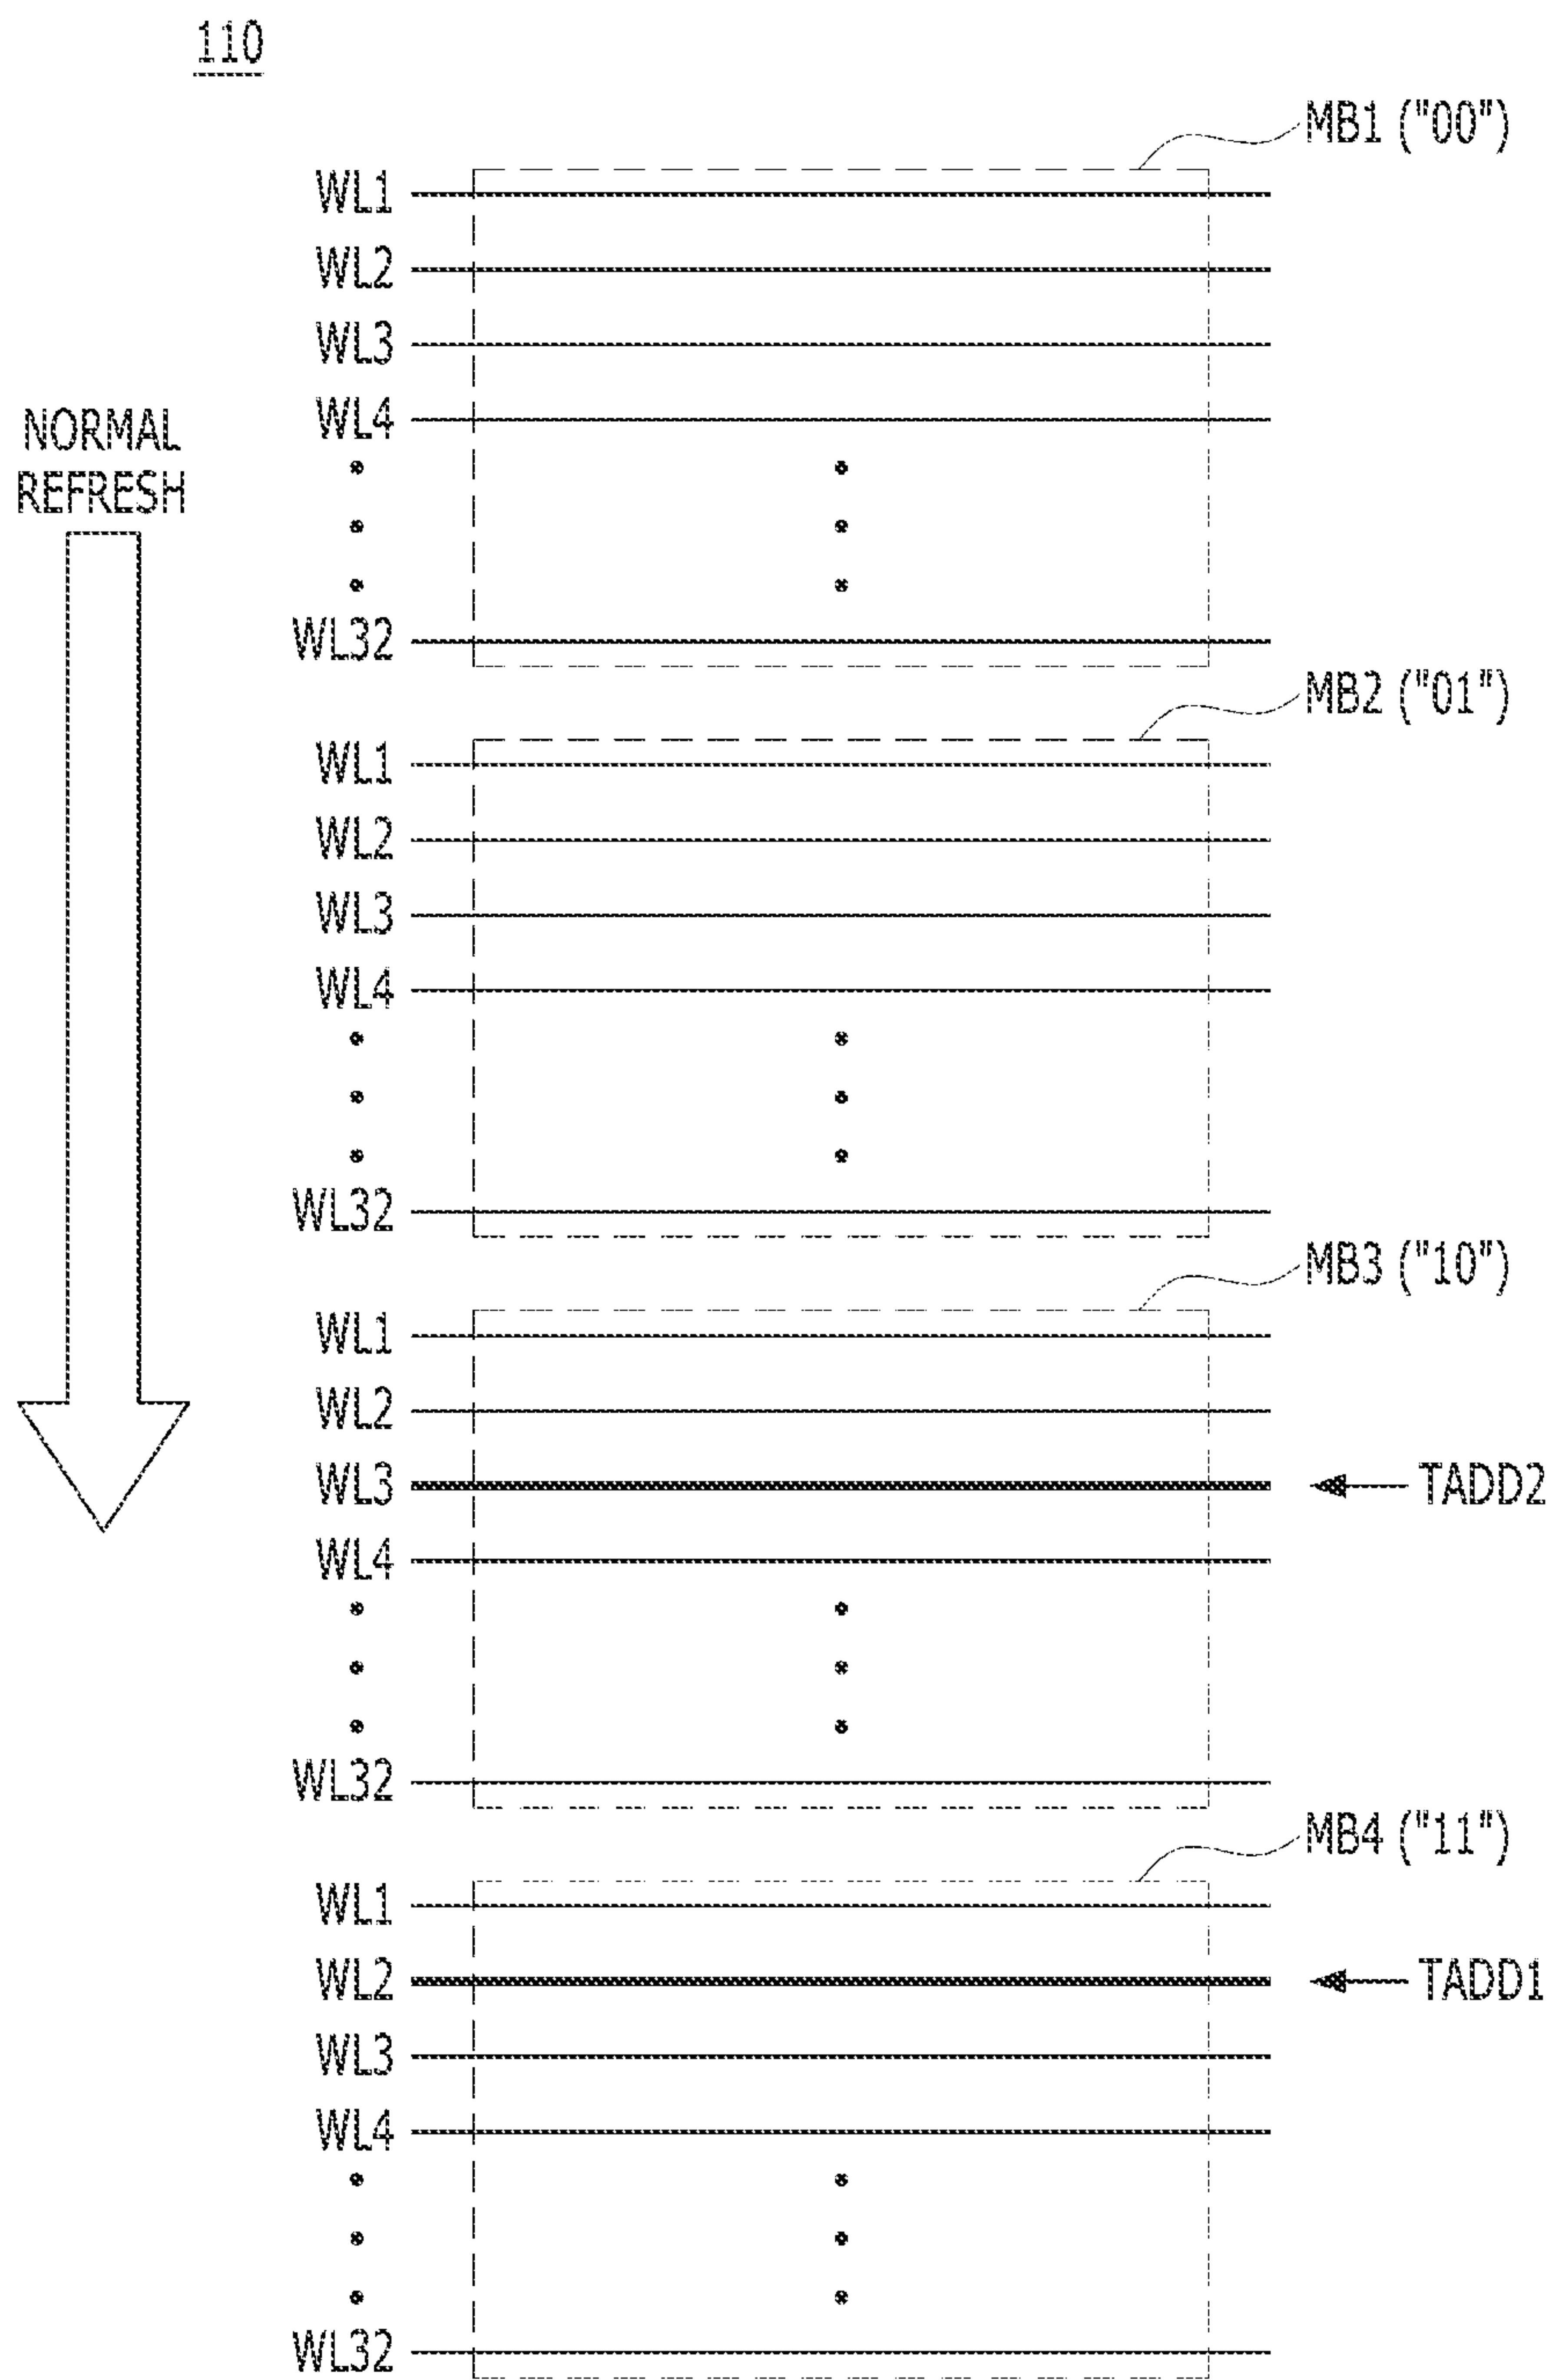 110
MB1 ("00")
WL1
WL2
WL3
WL4
NORMAL
REFRESH
WL32
MB2 ("01")
WL1
WL2
WL3
WL4
WL32
MB3 ("10")
WL1
WL2
WL3
TADD2
WL4
WL32
MB4 ("11")
WL1
WL2
TADD1
WL3
WL4
WL32